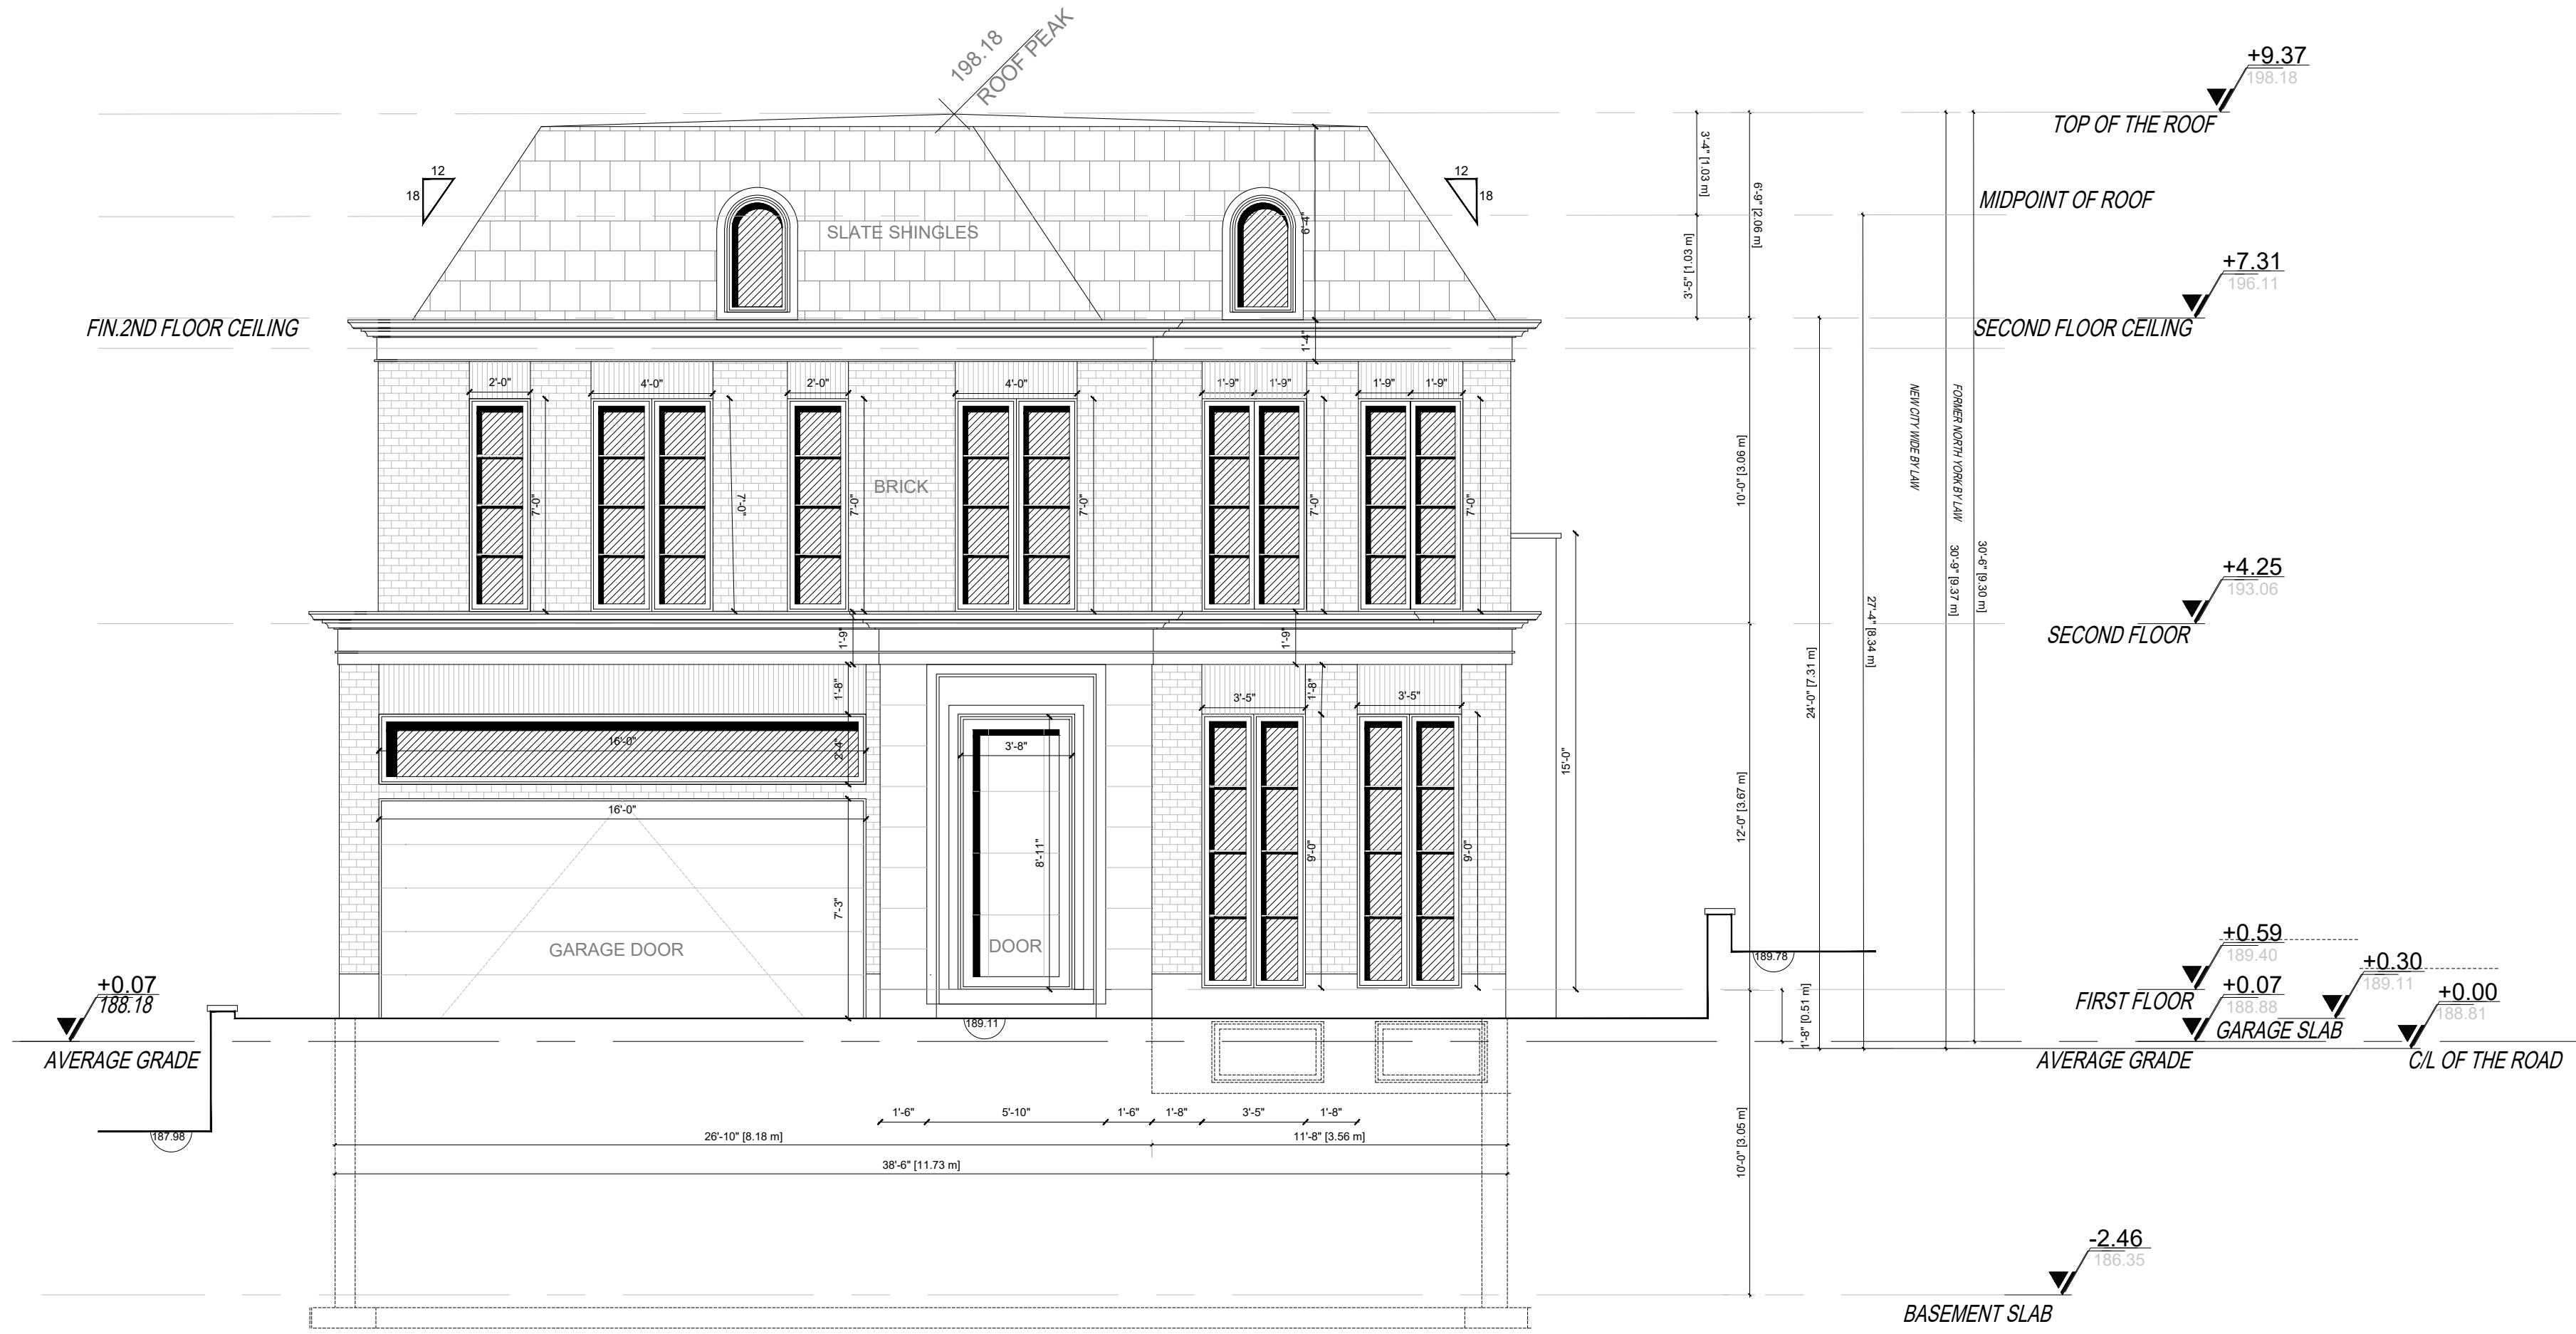 198.18
ROOF PEAK
+9.37
198.18
TOP OF THE ROOF
12
18
12
18
3'-4" [1.03 m]
6'-9" [2.06 m]
MIDPOINT OF ROOF
SLATE SHINGLES
6'-4"
3'-5" [1.03 m]
+7.31
196.11
FIN.2ND FLOOR CEILING
SECOND FLOOR CEILING
1'-4"
2'-0"
4'-0"
2'-0"
4'-0"
1'-9"
1'-9"
1'-9"
1'-9"
NEW CITY WIDE BY LAW
FORMER NORTH YORK BY LAW
10'-0" [3.06 m]
BRICK
7'-0"
7'-0"
7'-0"
7'-0"
7'-0"
7'-0"
30'-9" [9.37 m]
30'-6" [9.30 m]
+4.25
193.06
SECOND FLOOR
27'-4" [8.34 m]
1'-9"
1'-9"
24'-0" [7.31 m]
1'-8"
1'-8"
3'-5"
3'-5"
16'-0"
2'-4"
3'-8"
15'-0"
16'-0"
12'-0" [3.67 m]
8'-11"
9'-0"
9'-0"
7'-3"
GARAGE DOOR
DOOR
189.78
+0.59
189.40
FIRST FLOOR
+0.30
189.11
GARAGE SLAB
+0.07
188.88
AVERAGE GRADE
+0.00
188.81
C/L OF THE ROAD
+0.07
188.18
AVERAGE GRADE
189.11
1'-8" [0.51 m]
187.98
1'-6"
5'-10"
1'-6"
1'-8"
3'-5"
1'-8"
26'-10" [8.18 m]
11'-8" [3.56 m]
38'-6" [11.73 m]
10'-0" [3.05 m]
-2.46
186.35
BASEMENT SLAB